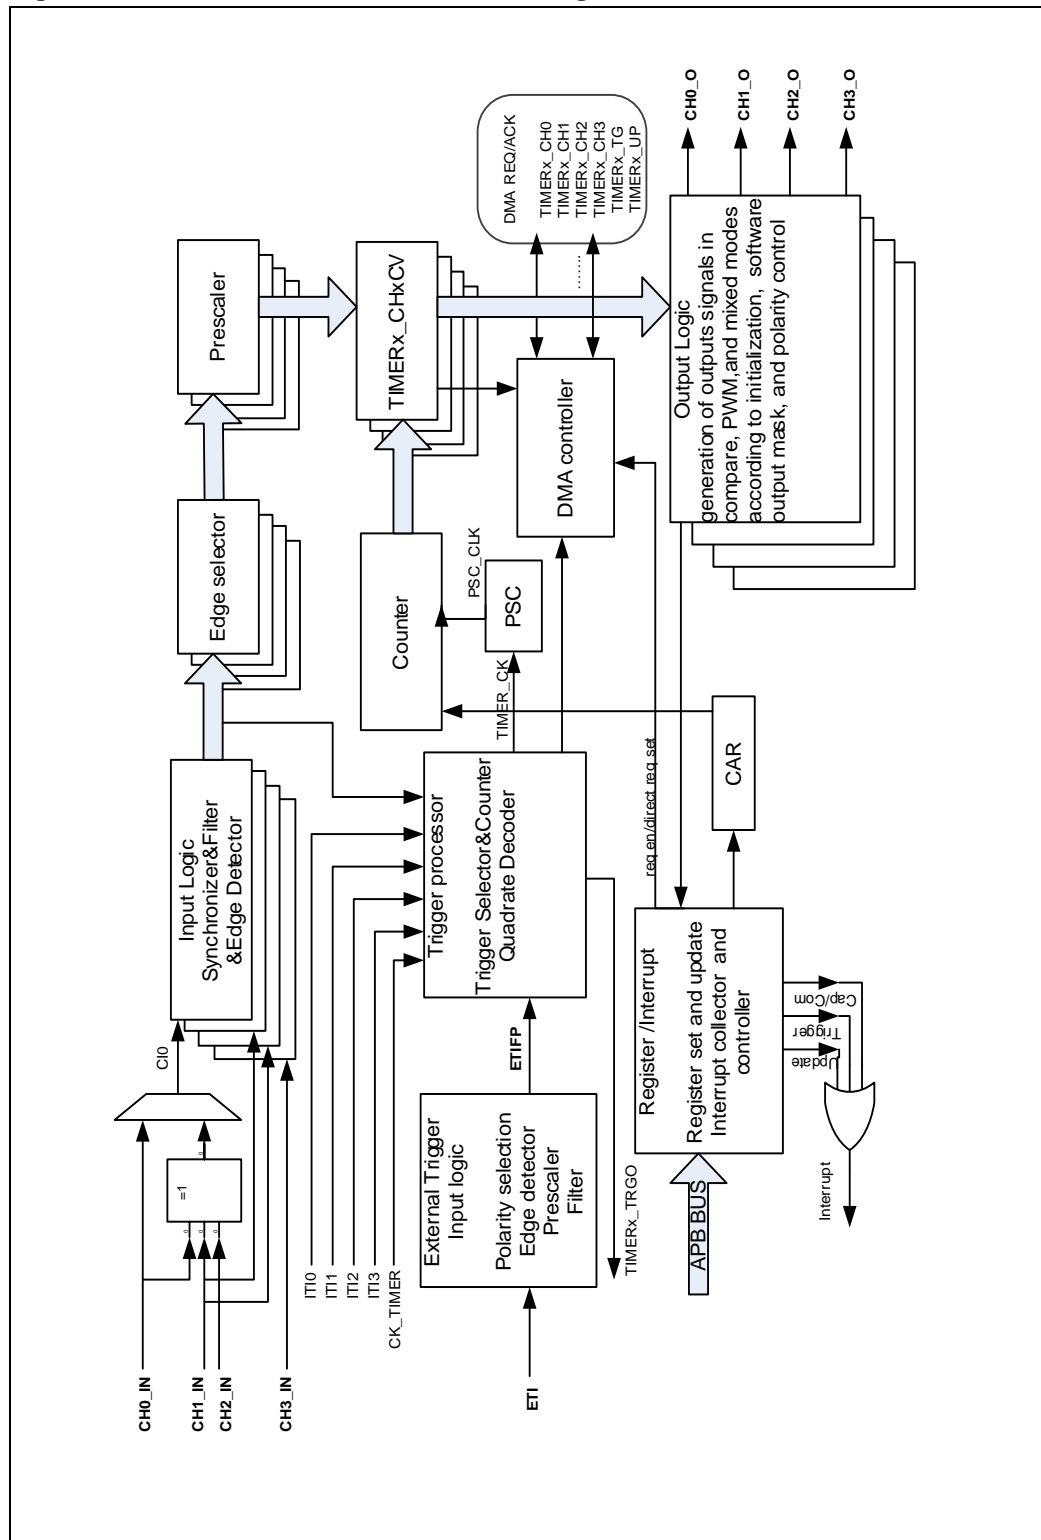 CH0_IN
CH1_IN
CH2_IN
CH3_IN
=1
0
0
0
0
CI0
Input Logic
Synchronizer&Filter
&Edge Detector
Edge selector
Prescaler
ITI0
ITI1
ITI2
ITI3
CK_TIMER
Trigger processor
Trigger Selector&Counter
Quadrate Decoder
TIMER_CK
PSC
PSC_CLK
Counter
TIMERx_CHxCV
DMA REQ/ACK
TIMERx_CH0
TIMERx_CH1
TIMERx_CH2
TIMERx_CH3
TIMERx_TG
TIMERx_UP
........
DMA controller
ETI
External Trigger
Input logic
Polarity selection
Edge detector
Prescaler
Filter
ETIFP
TIMERx_TRGO
req en/direct req set
APB BUS
Register /Interrupt
Register set and update
Interrupt collector and
controller
CAR
Interrupt
Update
Trigger
Cap/Com
Output Logic
generation of outputs signals in
compare, PWM,and mixed modes
according to initialization, software
output mask, and polarity control
CH0_O
CH1_O
CH2_O
CH3_O